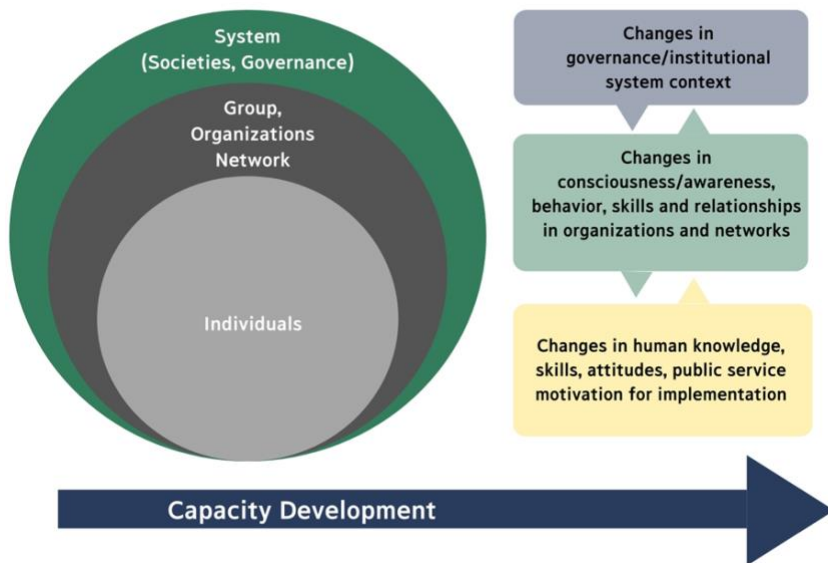 System
(Societies, Governance)
Group,
Organizations
Network
Individuals
Changes in
governance/institutional
system context
Changes in
consciousness/awareness,
behavior, skills and relationships
in organizations and networks
Changes in human knowledge,
skills, attitudes, public service
motivation for implementation
Capacity Development